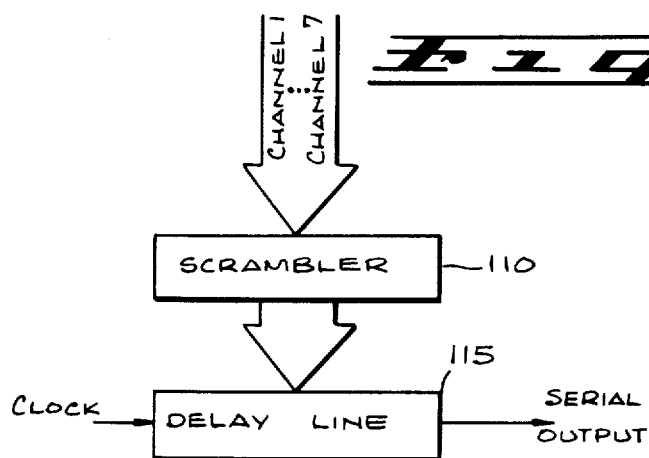 CHANNEL 1
...
CHANNEL 7
SCRAMBLER
110
115
CLOCK
DELAY LINE
SERIAL
OUTPUT